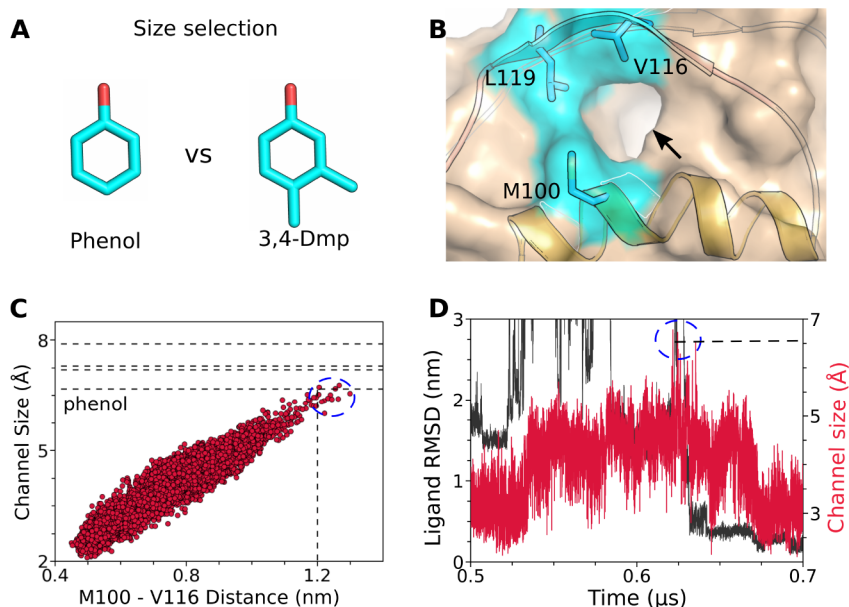 A
Size selection
vs
Phenol
3,4-Dmp
B
L119
V116
M100
C
Channel Size (Å)
8
5
2
phenol
0.4
0.8
1.2
M100 - V116 Distance (nm)
D
Ligand RMSD (nm)
3
2
1
0
0.5
0.6
0.7
Time (μs)
7
5
3
2
Channel size (Å)